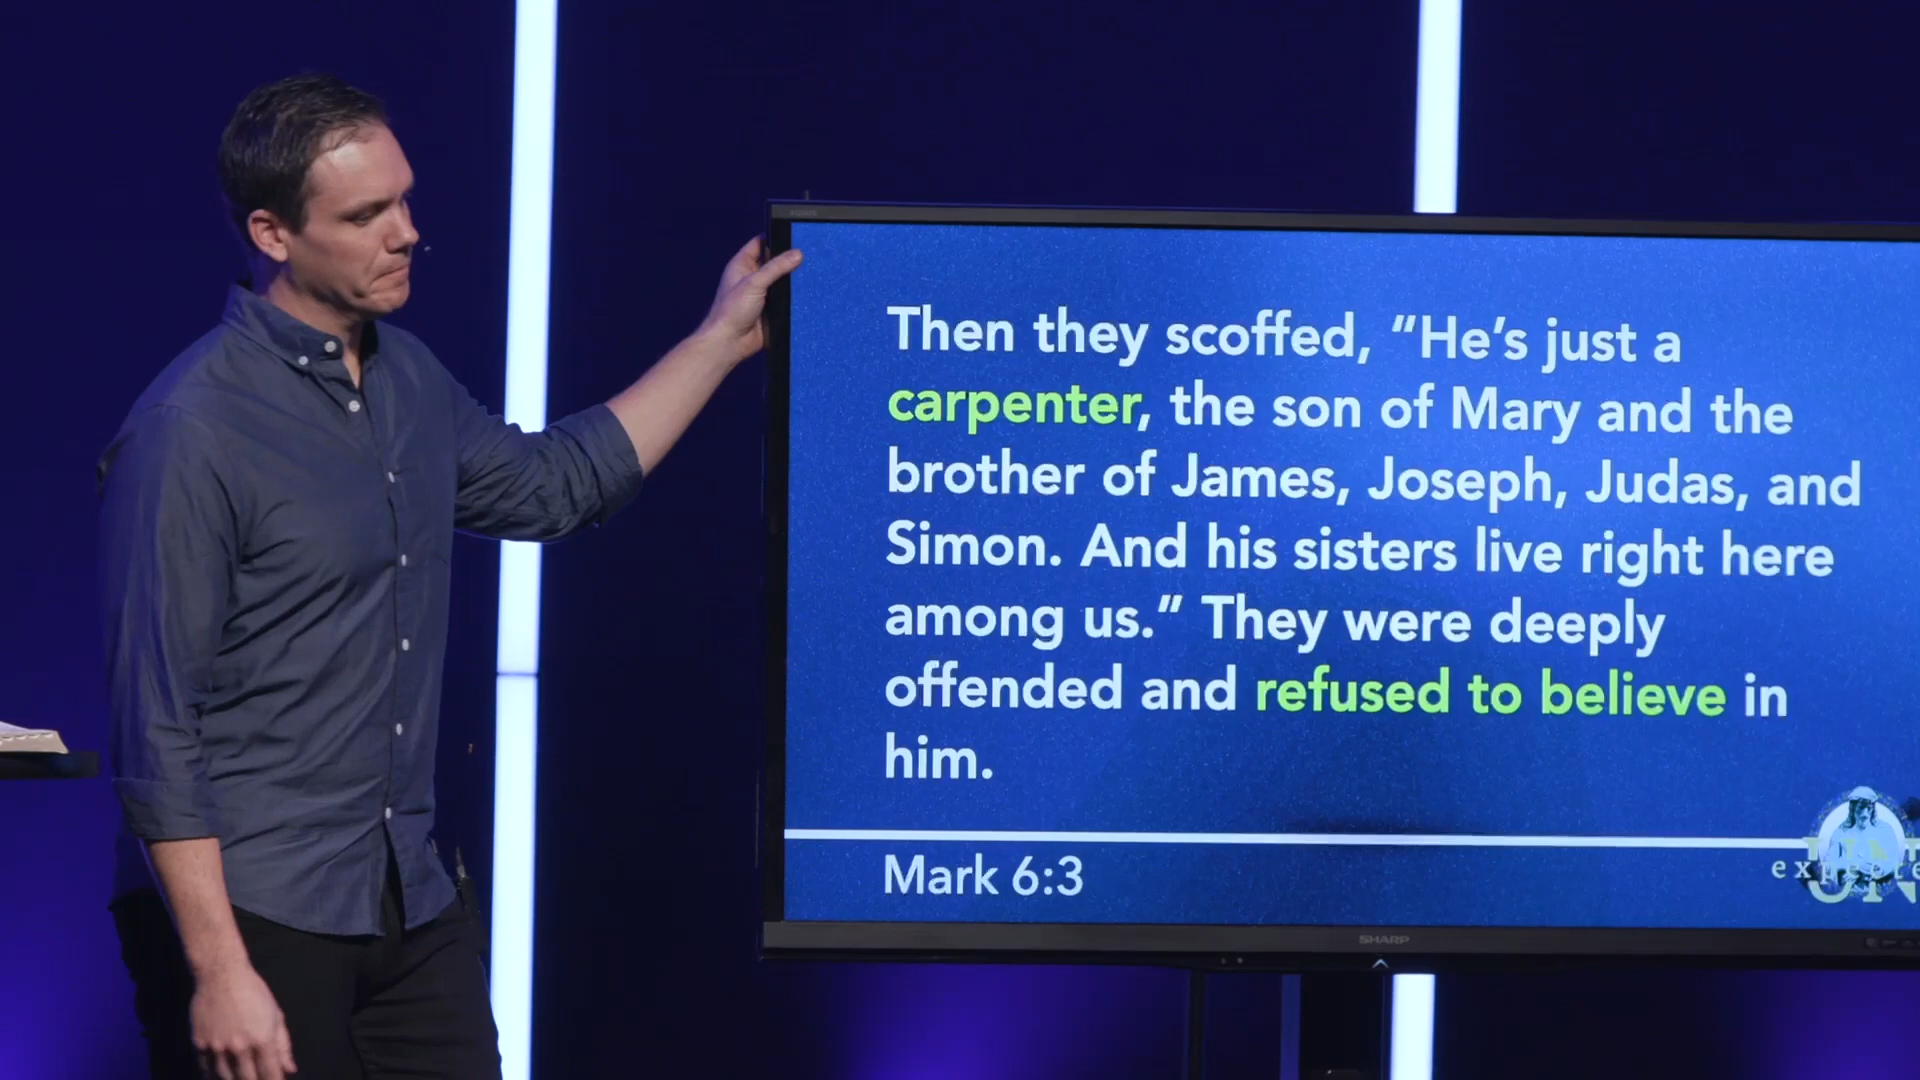 Then they scoffed, “He’s just a
carpenter, the son of Mary and the
brother of James, Joseph, Judas, and
Simon. And his sisters live right here
among us.” They were deeply
offended and refused to believe in
him.
Mark 6:3
SHARP